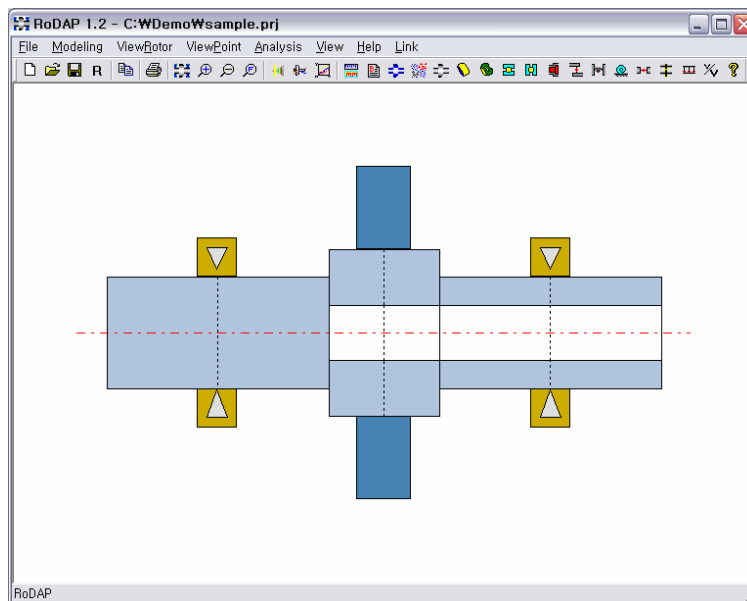 RoDAP 1.2 - C:₩Demo₩sample.prj
File Modeling ViewRotor ViewPoint Analysis View Help Link
R
RoDAP